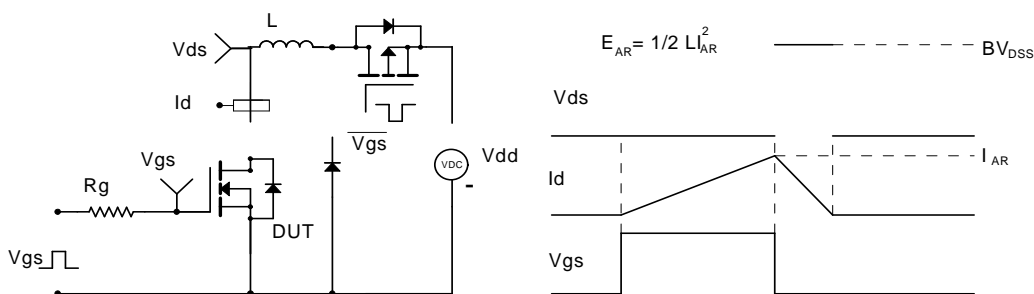 L
Vds
Id
Vgs
Rg
DUT
Vgs
Vgs
VDC
Vdd
-
E_AR= 1/2 LI²_AR
BV_DSS
Vds
I_AR
Id
Vgs